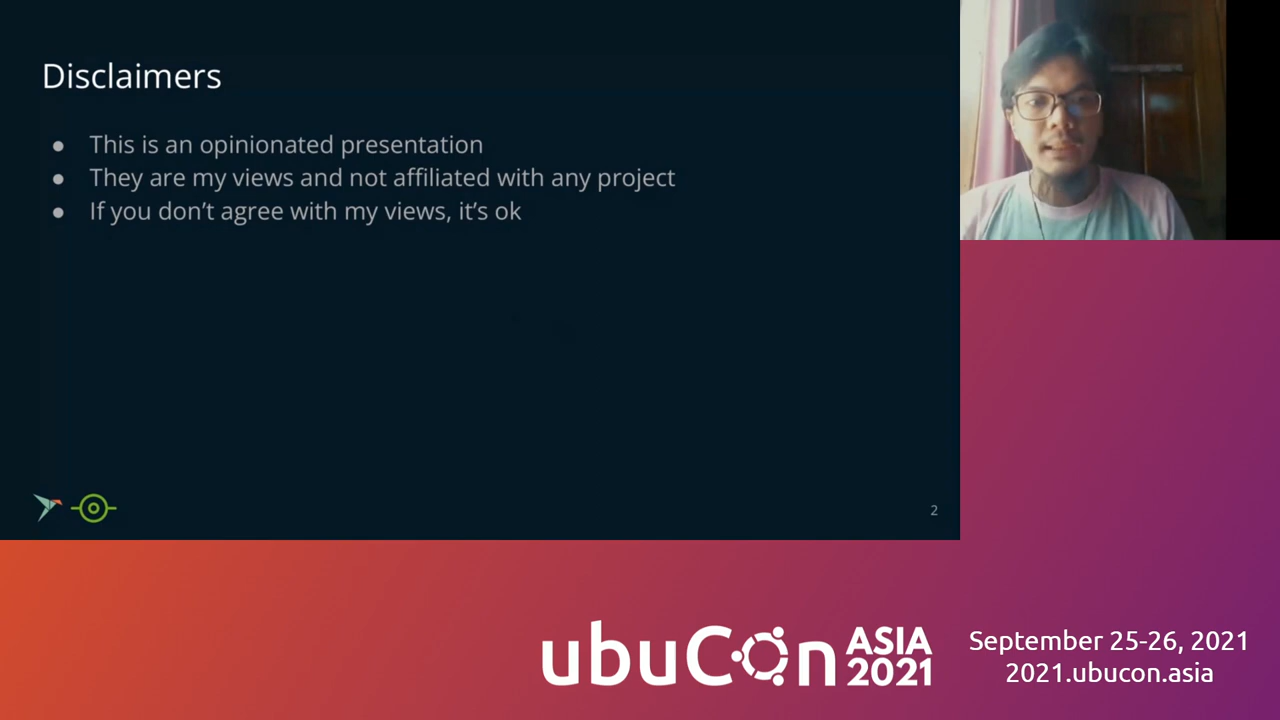 Disclaimers
● This is an opinionated presentation
● They are my views and not affiliated with any project
● If you don’t agree with my views, it’s ok
2
ubuCon ASIA 2021
September 25-26, 2021
2021.ubucon.asia